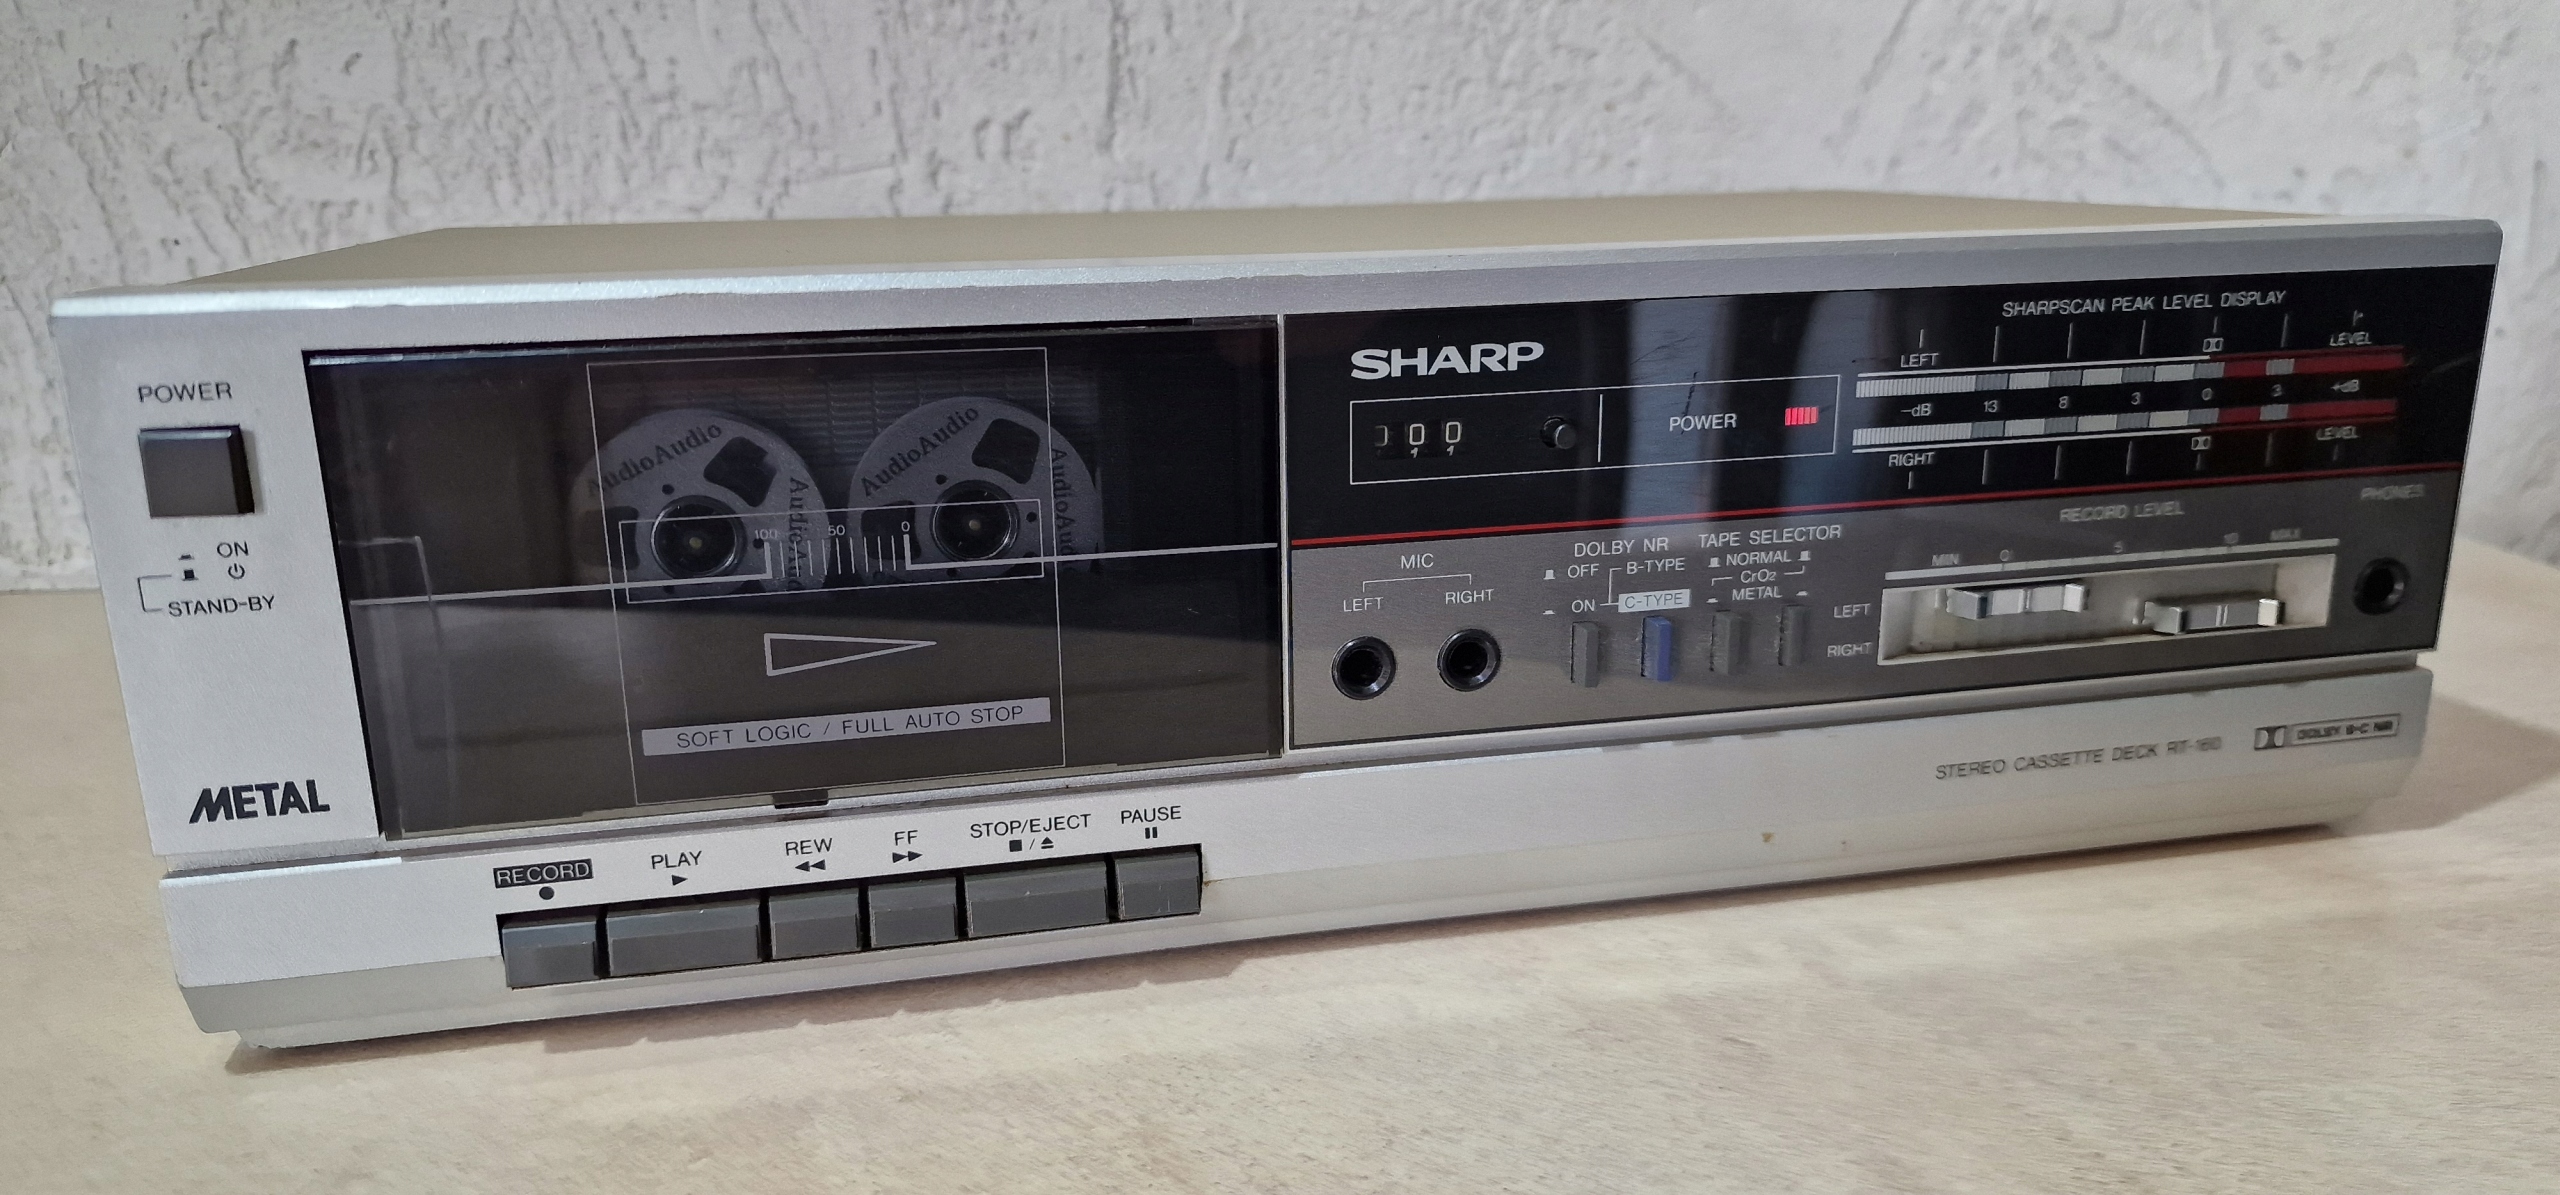 POWER
ON
STAND-BY
METAL
AudioAudio
AudioAudio
100 50 0
SOFT LOGIC / FULL AUTO STOP
RECORD
PLAY
REW
FF
STOP/EJECT
PAUSE
SHARP
0 0
POWER
SHARPSCAN PEAK LEVEL DISPLAY
LEFT
LEVEL
-dB 13 8 3 0 3 +dB
RIGHT
LEVEL
MIC
LEFT RIGHT
DOLBY NR
OFF B-TYPE
ON C-TYPE
TAPE SELECTOR
NORMAL
CrO2
METAL
RECORD LEVEL
MIN 0 5 10 MAX
LEFT
RIGHT
PHONES
STEREO CASSETTE DECK
DOLBY B-C NR